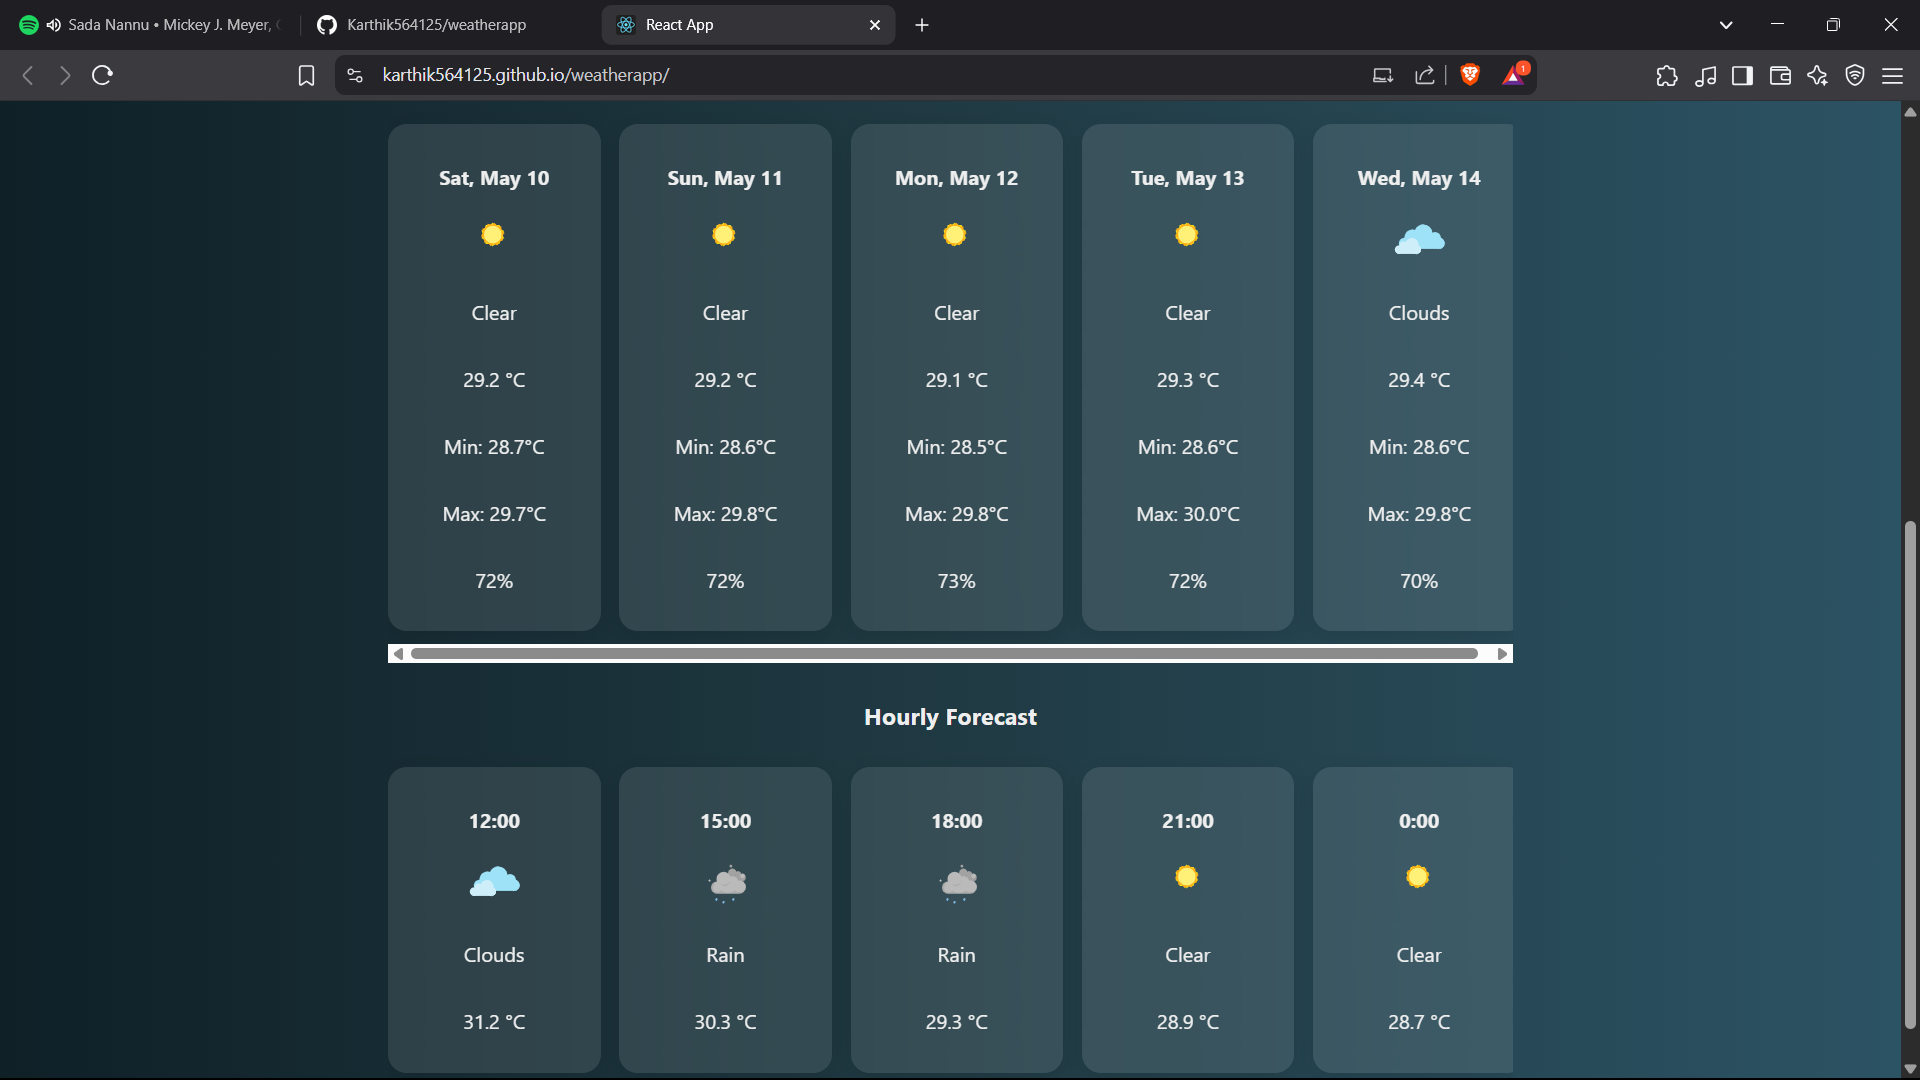 Sada Nannu • Mickey J. Meyer,
Karthik564125/weatherapp
React App
karthik564125.github.io/weatherapp/
1
Sat, May 10
Clear
29.2 °C
Min: 28.7°C
Max: 29.7°C
72%
Sun, May 11
Clear
29.2 °C
Min: 28.6°C
Max: 29.8°C
72%
Mon, May 12
Clear
29.1 °C
Min: 28.5°C
Max: 29.8°C
73%
Tue, May 13
Clear
29.3 °C
Min: 28.6°C
Max: 30.0°C
72%
Wed, May 14
Clouds
29.4 °C
Min: 28.6°C
Max: 29.8°C
70%
Hourly Forecast
12:00
Clouds
31.2 °C
15:00
Rain
30.3 °C
18:00
Rain
29.3 °C
21:00
Clear
28.9 °C
0:00
Clear
28.7 °C